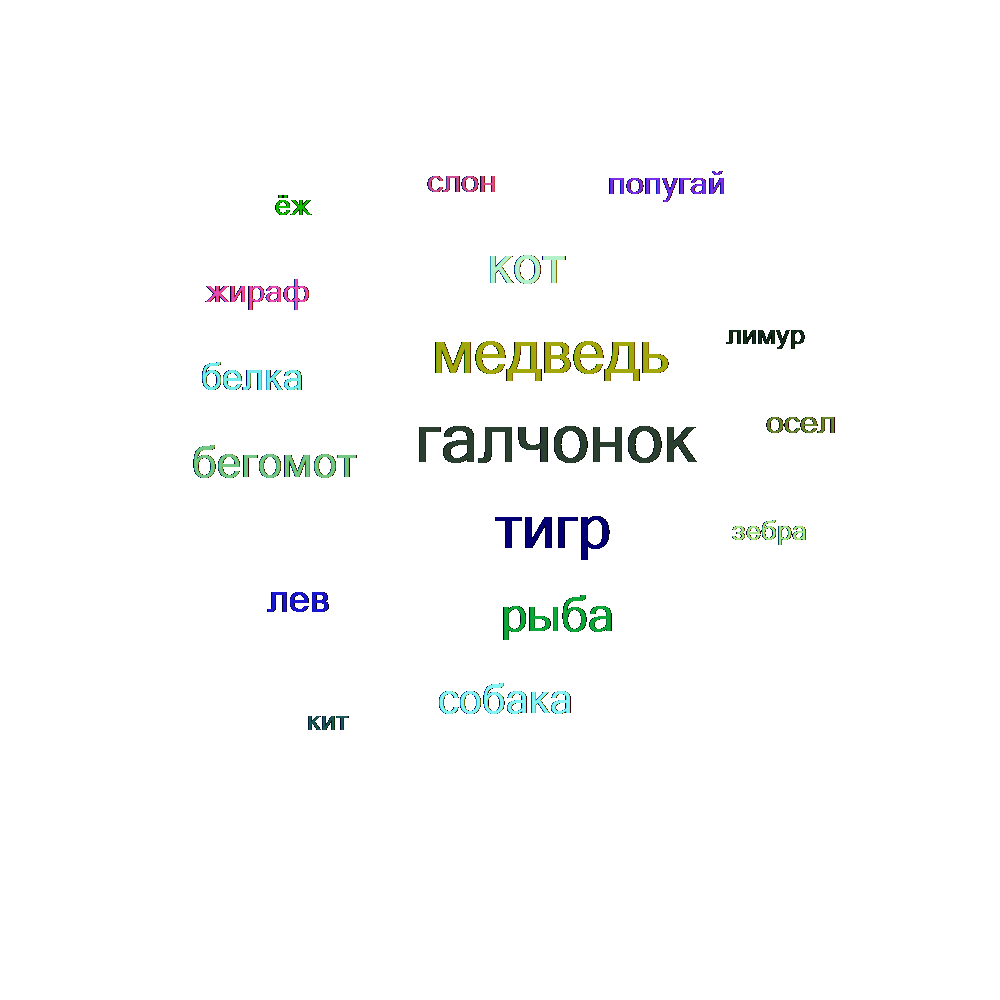 слон
попугай
ёж
кот
жираф
лимур
медведь
белка
осел
галчонок
бегомот
тигр
зебра
лев
рыба
собака
кит